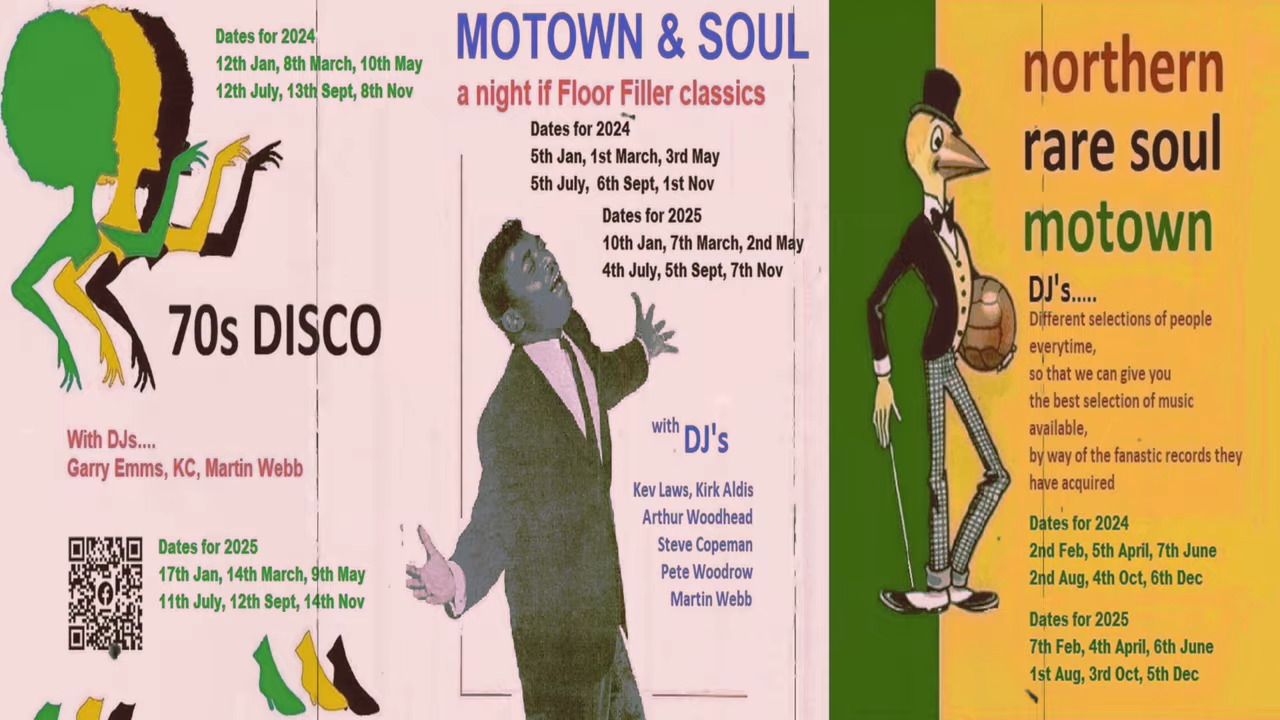 Dates for 2024
12th Jan, 8th March, 10th May
12th July, 13th Sept, 8th Nov
70s DISCO
With DJs....
Garry Emms, KC, Martin Webb
Dates for 2025
17th Jan, 14th March, 9th May
11th July, 12th Sept, 14th Nov
MOTOWN & SOUL
a night if Floor Filler classics
Dates for 2024
5th Jan, 1st March, 3rd May
5th July, 6th Sept, 1st Nov
Dates for 2025
10th Jan, 7th March, 2nd May
4th July, 5th Sept, 7th Nov
with DJ's
Kev Laws, Kirk Aldis
Arthur Woodhead
Steve Copeman
Pete Woodrow
Martin Webb
northern
rare soul
motown
DJ's.....
Different selections of people
everytime,
so that we can give you
the best selection of music
available,
by way of the fanastic records they
have acquired
Dates for 2024
2nd Feb, 5th April, 7th June
2nd Aug, 4th Oct, 6th Dec
Dates for 2025
7th Feb, 4th April, 6th June
1st Aug, 3rd Oct, 5th Dec